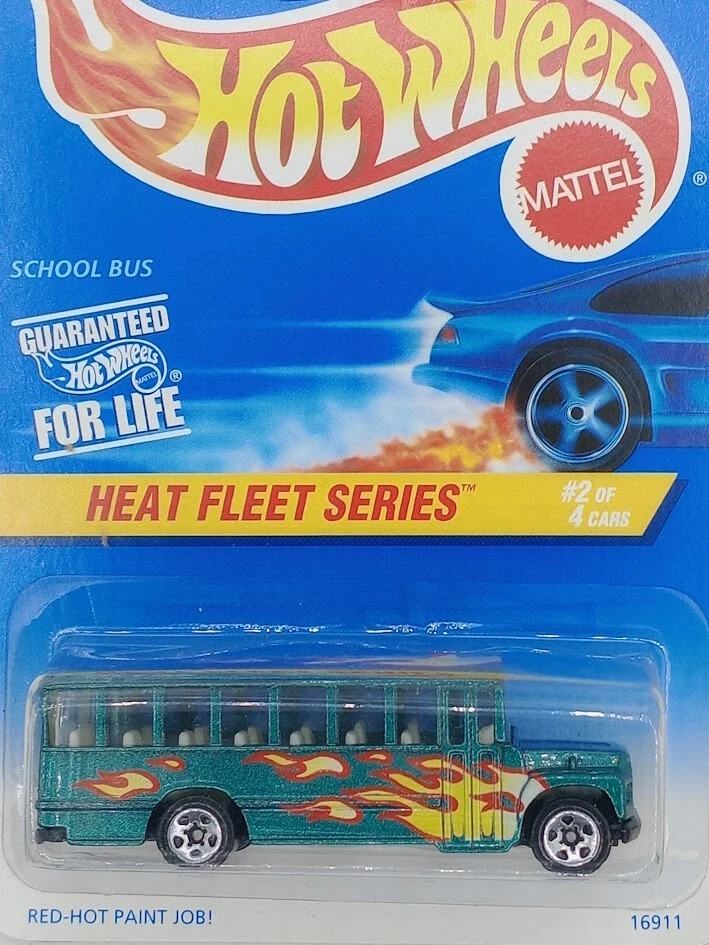 HOT WHEELS
MATTEL
®
SCHOOL BUS
GUARANTEED
HOT WHEELS
MATTEL
®
FOR LIFE
HEAT FLEET SERIES™
#2 OF
4 CARS
RED-HOT PAINT JOB!
16911